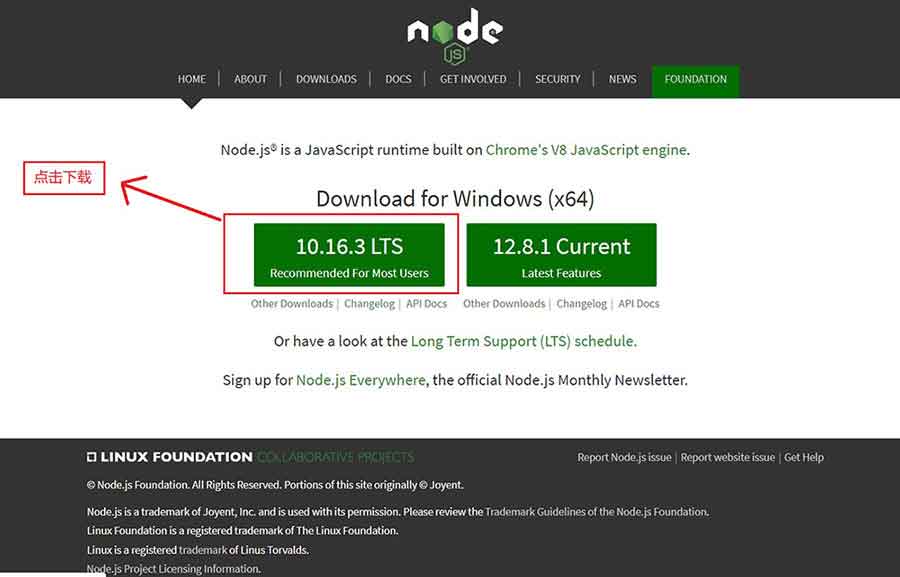 node
JS
HOME | ABOUT | DOWNLOADS | DOCS | GET INVOLVED | SECURITY | NEWS FOUNDATION
Node.js® is a JavaScript runtime built on Chrome's V8 JavaScript engine.
点击下载
Download for Windows (x64)
10.16.3 LTS
Recommended For Most Users
12.8.1 Current
Latest Features
Other Downloads | Changelog | API Docs
Other Downloads | Changelog | API Docs
Or have a look at the Long Term Support (LTS) schedule.
Sign up for Node.js Everywhere, the official Node.js Monthly Newsletter.
LINUX FOUNDATION COLLABORATIVE PROJECTS
Report Node.js issue | Report website issue | Get Help
© Node.js Foundation. All Rights Reserved. Portions of this site originally © Joyent.
Node.js is a trademark of Joyent, Inc. and is used with its permission. Please review the Trademark Guidelines of the Node.js Foundation.
Linux Foundation is a registered trademark of The Linux Foundation.
Linux is a registered trademark of Linus Torvalds.
Node.js Project Licensing Information.